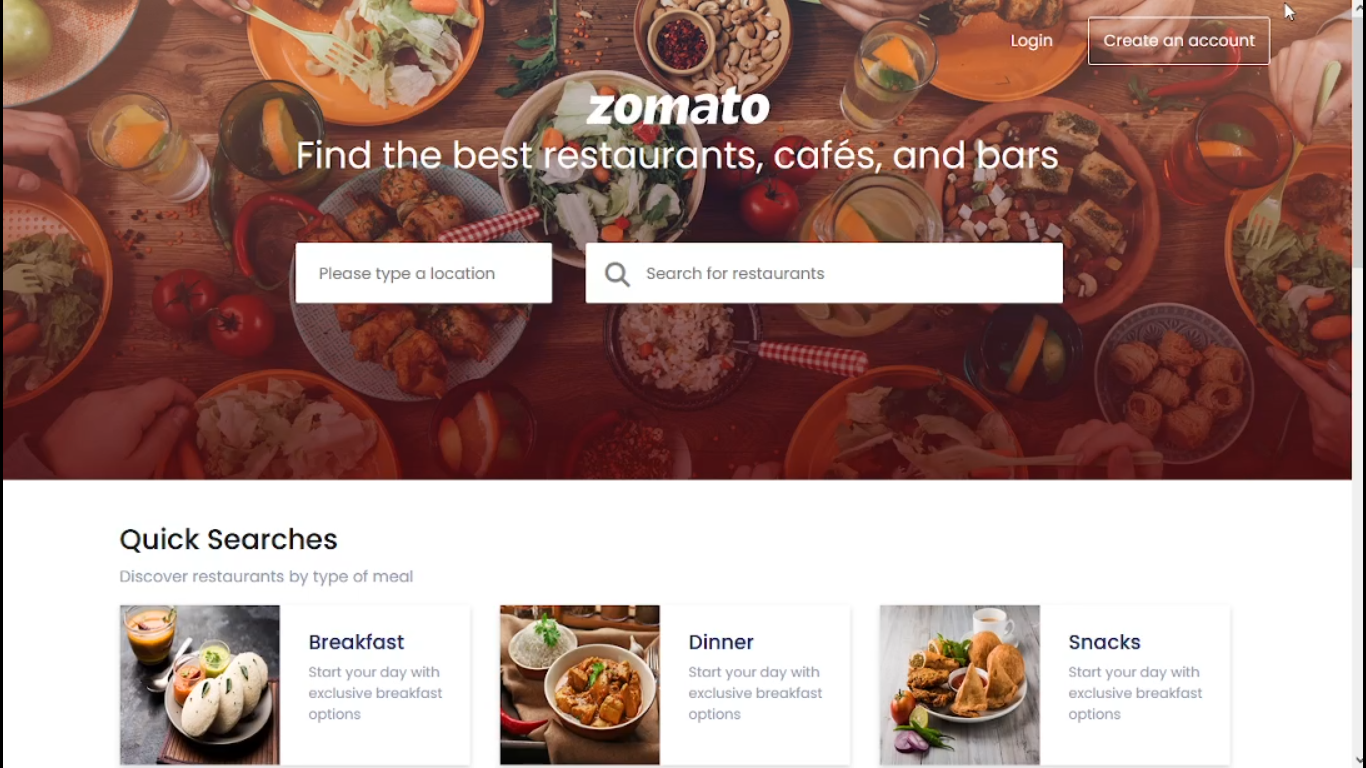 Login
Create an account
zomato
Find the best restaurants, cafés, and bars
Please type a location
Search for restaurants
Quick Searches
Discover restaurants by type of meal
Breakfast
Start your day with
exclusive breakfast
options
Dinner
Start your day with
exclusive breakfast
options
Snacks
Start your day with
exclusive breakfast
options